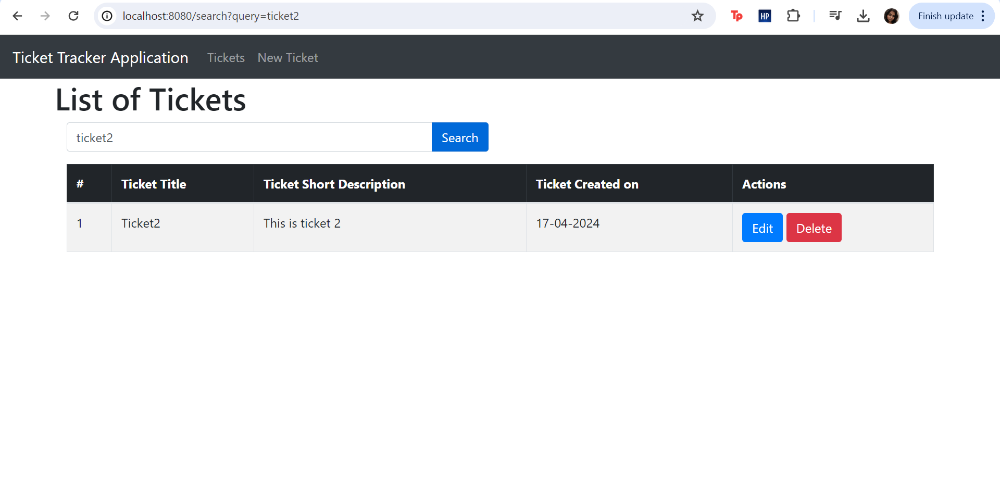 localhost:8080/search?query=ticket2
Tp
HP
Finish update
Ticket Tracker Application Tickets New Ticket
List of Tickets
ticket2 Search
# Ticket Title Ticket Short Description Ticket Created on Actions
1 Ticket2 This is ticket 2 17-04-2024 Edit Delete